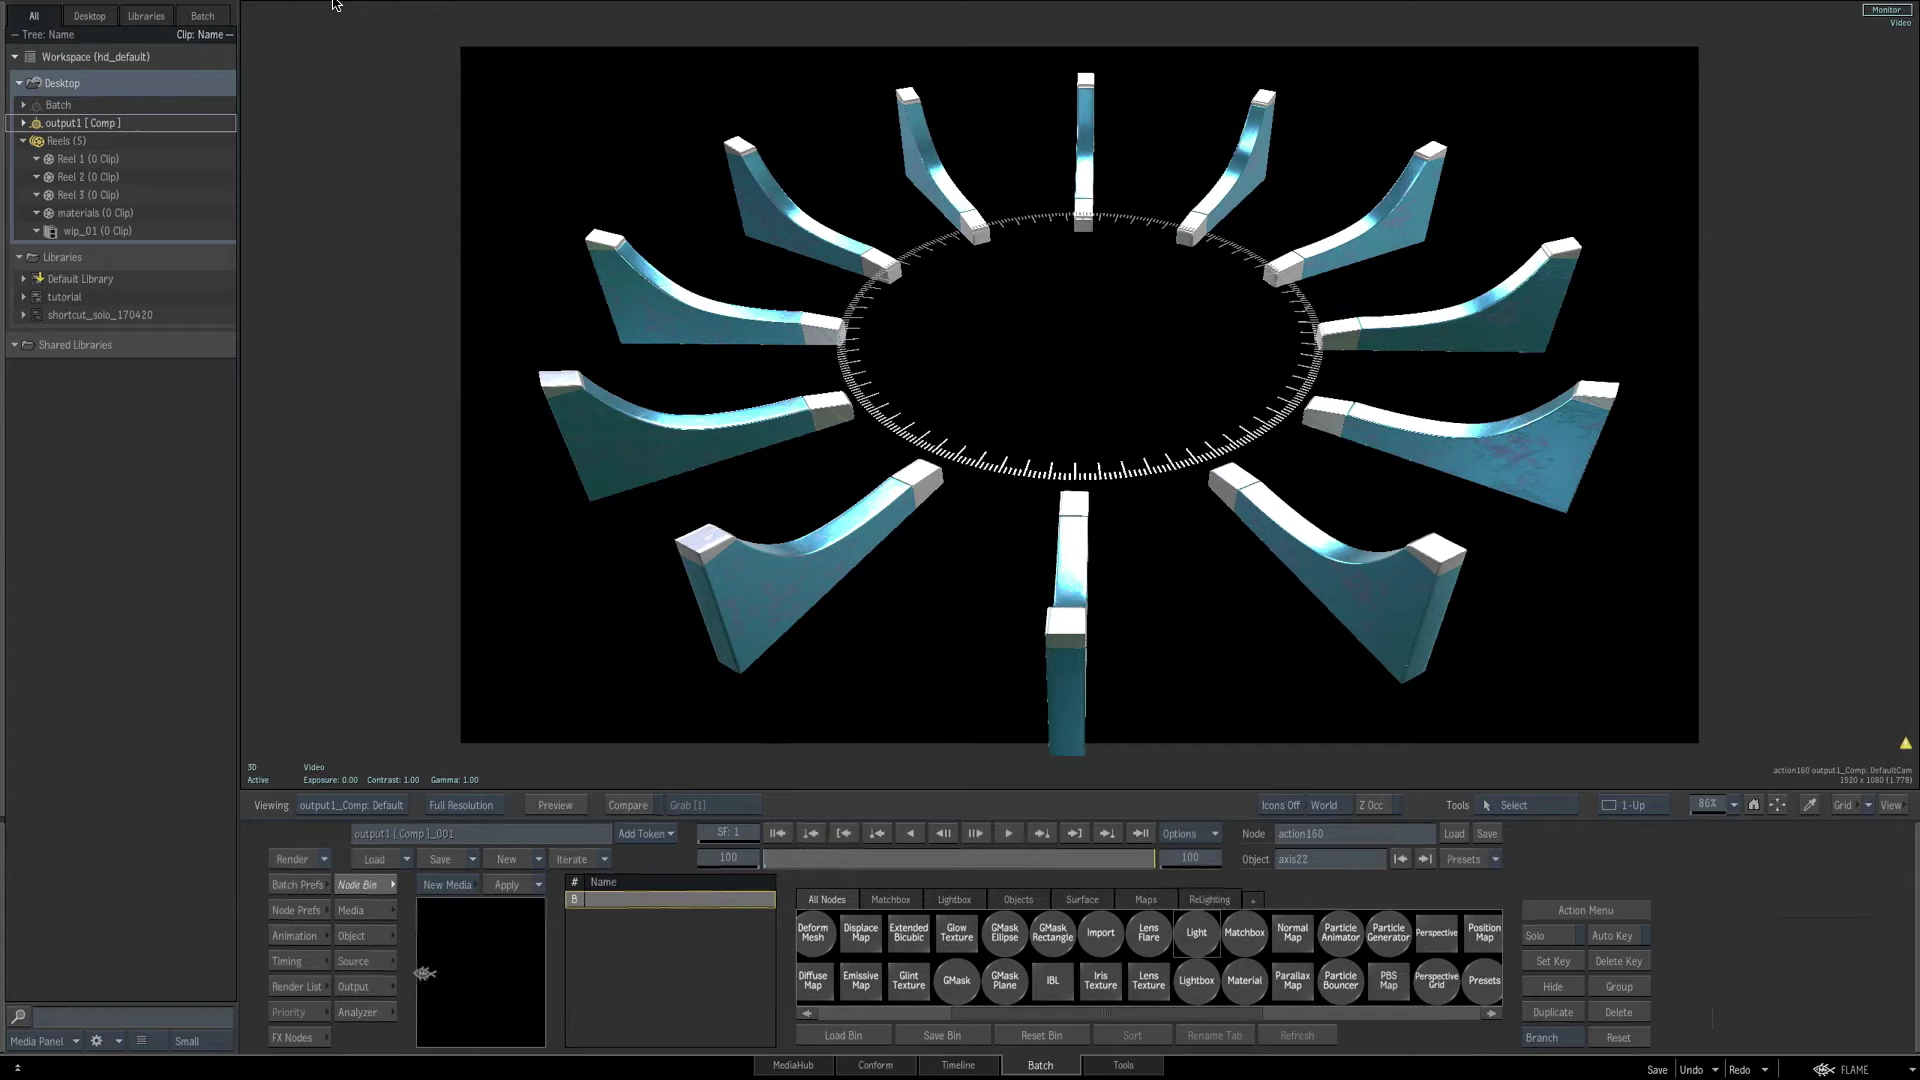 All Desktop Libraries Batch
Tree: Name Clip: Name
Workspace (hd_default)
Desktop
Batch
output1 [ Comp ]
Reels (5)
Reel 1 (0 Clip)
Reel 2 (0 Clip)
Reel 3 (0 Clip)
materials (0 Clip)
wip_01 (0 Clip)
Libraries
Default Library
tutorial
shortcut_solo_170420
Shared Libraries
Media Panel Small
Monitor
Video
3D Video
Active Exposure: 0.00 Contrast: 1.00 Gamma: 1.00
action160 output1_Comp: DefaultCam
1920 x 1080 (1.778)
Viewing output1_Comp: Default Full Resolution Preview Compare Grab [1] Icons Off World Z Occ Tools Select 1-Up 86% Grid View
output1 [ Comp ]_001 Add Token SF: 1 Options Node action160 Load Save
Render Load Save New Iterate 100 100 Object axis22 Presets
Batch Prefs Node Bin New Media Apply # Name
B
Node Prefs Media
Animation Object
Timing Source
Render List Output
Priority Analyzer
FX Nodes
All Nodes Matchbox Lightbox Objects Surface Maps ReLighting +
Deform Mesh Displace Map Extended Bicubic Glow Texture GMask Ellipse GMask Rectangle Import Lens Flare Light Matchbox Normal Map Particle Animator Particle Generator Perspective Position Map
Diffuse Map Emissive Map Glint Texture GMask GMask Plane IBL Iris Texture Lens Texture Lightbox Material Parallax Map Particle Bouncer PBS Map Perspective Grid Presets
Load Bin Save Bin Reset Bin Sort Rename Tab Refresh
Action Menu
Solo Auto Key
Set Key Delete Key
Hide Group
Duplicate Delete
Branch Reset
MediaHub Conform Timeline Batch Tools
Save Undo Redo FLAME